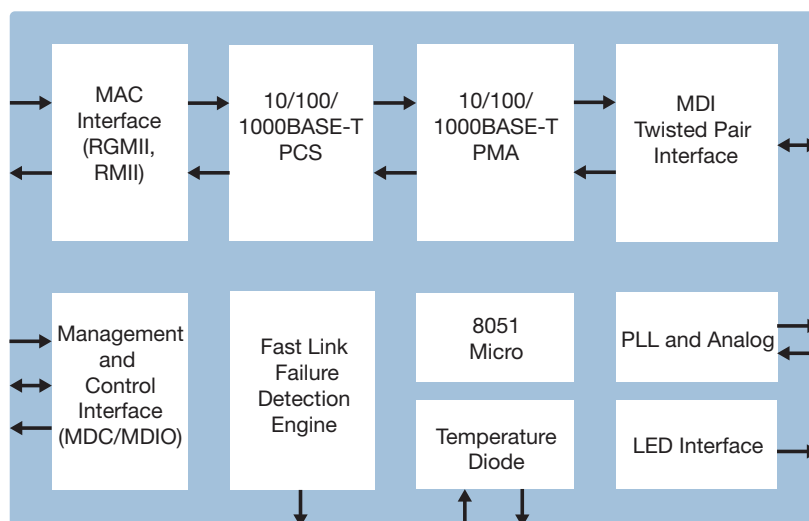 MAC
Interface
(RGMII,
RMII)
10/100/
1000BASE-T
PCS
10/100/
1000BASE-T
PMA
MDI
Twisted Pair
Interface
Management
and
Control
Interface
(MDC/MDIO)
Fast Link
Failure
Detection
Engine
8051
Micro
Temperature
Diode
PLL and Analog
LED Interface